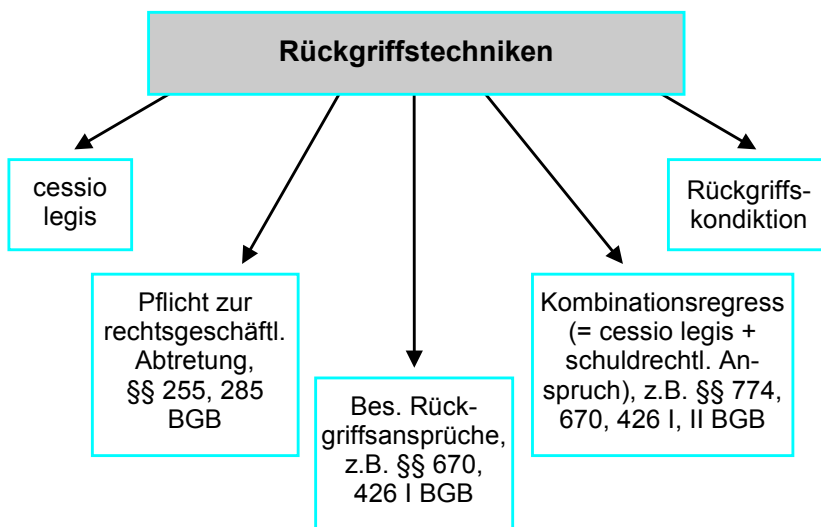 Rückgriffstechniken
cessio
legis
Pflicht zur
rechtsgeschäftl.
Abtretung,
§§ 255, 285
BGB
Bes. Rück-
griffsansprüche,
z.B. §§ 670,
426 I BGB
Kombinationsregress
(= cessio legis +
schuldrechtl. An-
spruch), z.B. §§ 774,
670, 426 I, II BGB
Rückgriffs-
kondiktion